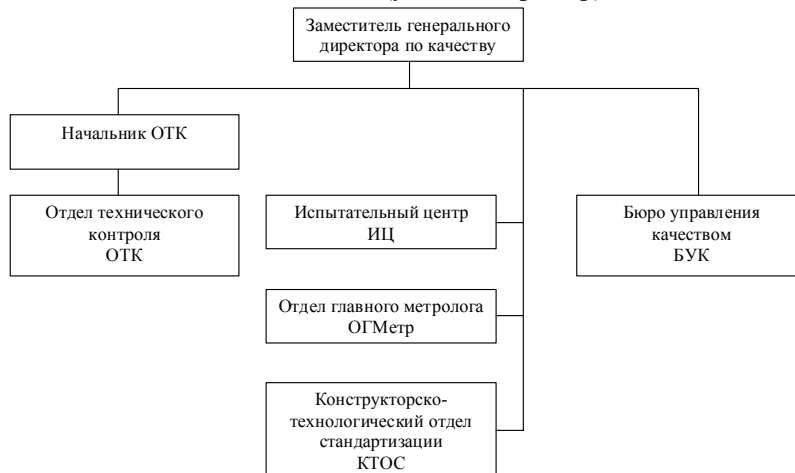 Заместитель генерального
директора по качеству
Начальник ОТК
Отдел технического
контроля
ОТК
Испытательный центр
ИЦ
Бюро управления
качеством
БУК
Отдел главного метролога
ОГМетр
Конструкторско-
технологический отдел
стандартизации
КТОС